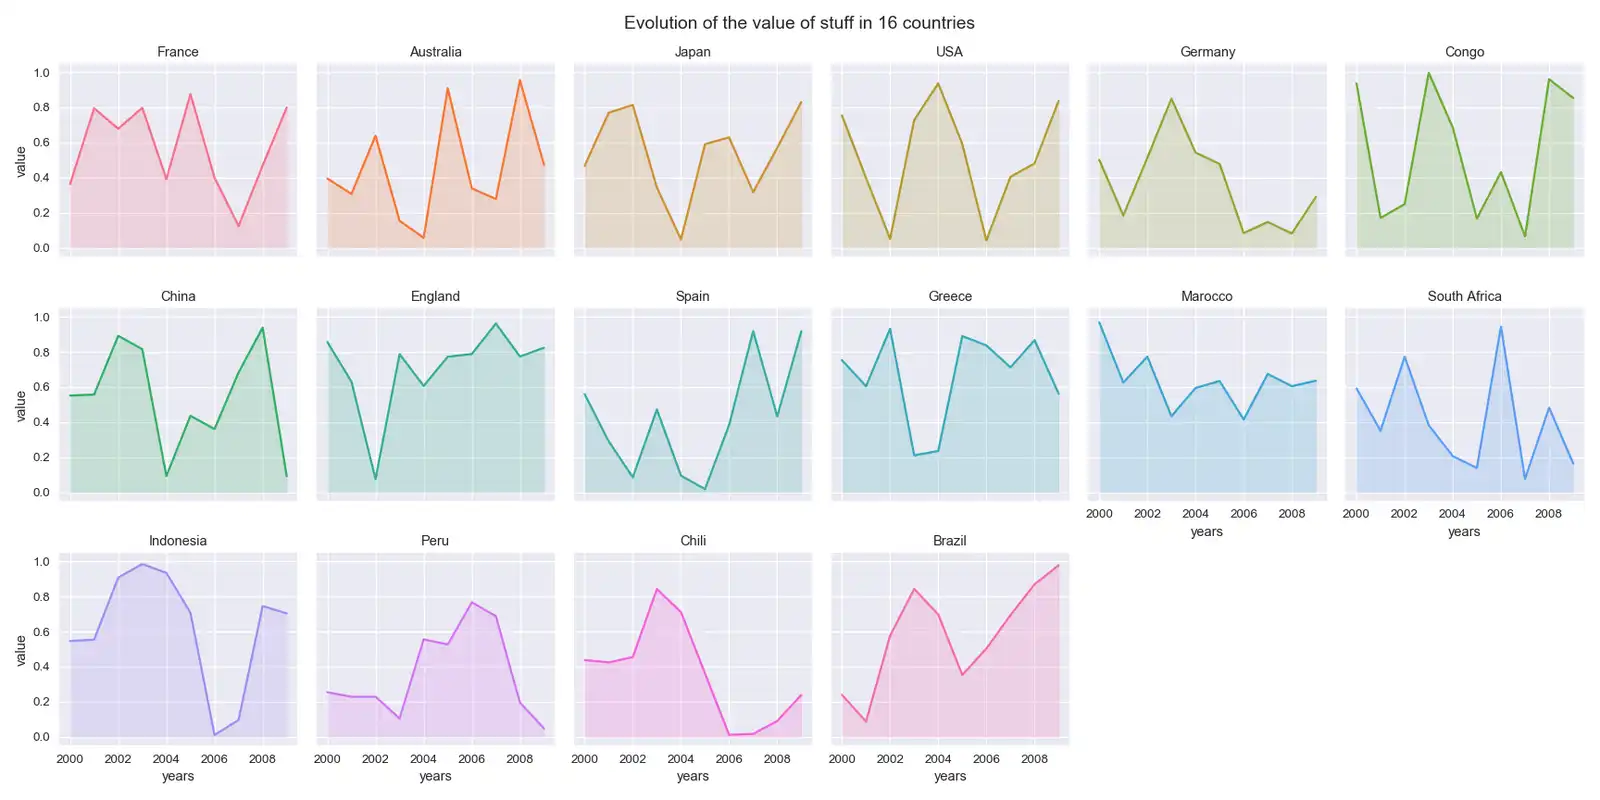 Evolution of the value of stuff in 16 countries
France Australia Japan USA Germany Congo
1.0
0.8
0.6
0.4
0.2
0.0
value
China England Spain Greece Marocco South Africa
1.0
0.8
0.6
0.4
0.2
0.0
value
2000 2002 2004 2006 2008 2000 2002 2004 2006 2008
years years
Indonesia Peru Chili Brazil
1.0
0.8
0.6
0.4
0.2
0.0
value
2000 2002 2004 2006 2008 2000 2002 2004 2006 2008 2000 2002 2004 2006 2008 2000 2002 2004 2006 2008
years years years years